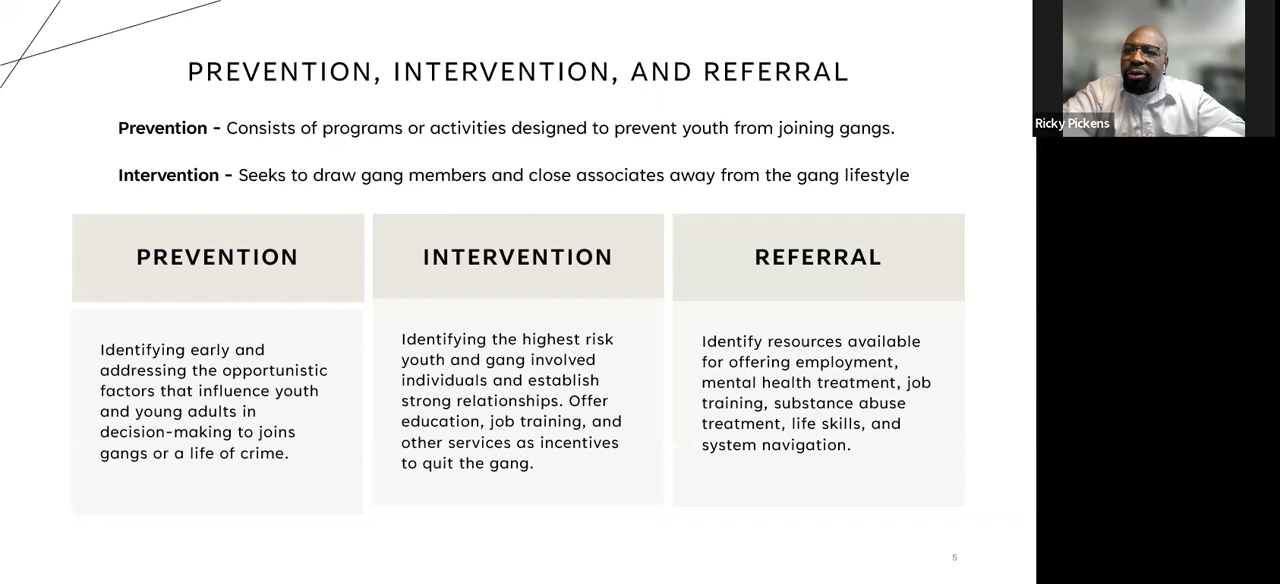 PREVENTION, INTERVENTION, AND REFERRAL
Prevention - Consists of programs or activities designed to prevent youth from joining gangs.
Intervention - Seeks to draw gang members and close associates away from the gang lifestyle
PREVENTION
Identifying early and
addressing the opportunistic
factors that influence youth
and young adults in
decision-making to joins
gangs or a life of crime.
INTERVENTION
Identifying the highest risk
youth and gang involved
individuals and establish
strong relationships. Offer
education, job training, and
other services as incentives
to quit the gang.
REFERRAL
Identify resources available
for offering employment,
mental health treatment, job
training, substance abuse
treatment, life skills, and
system navigation.
5
Ricky Pickens